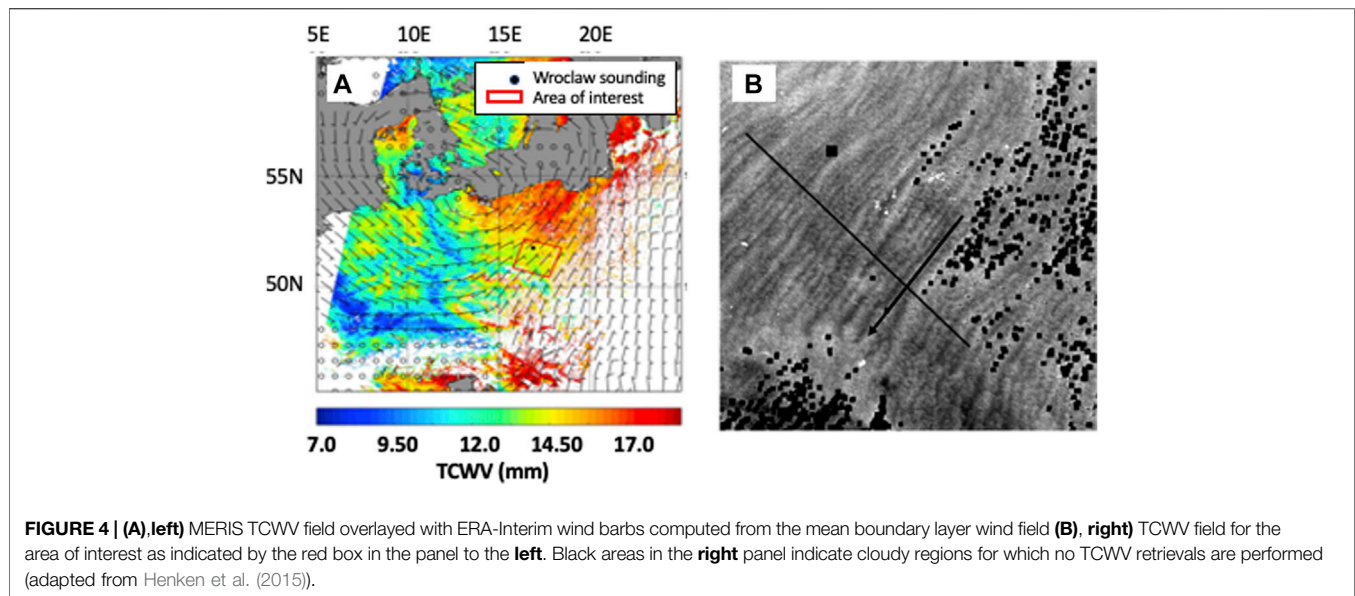 5E 10E 15E 20E
A
Wroclaw sounding
Area of interest
B
55N
50N
7.0 9.50 12.0 14.50 17.0
TCWV (mm)
FIGURE 4 | (A),left) MERIS TCWV field overlayed with ERA-Interim wind barbs computed from the mean boundary layer wind field (B), right) TCWV field for the
area of interest as indicated by the red box in the panel to the left. Black areas in the right panel indicate cloudy regions for which no TCWV retrievals are performed
(adapted from Henken et al. (2015)).